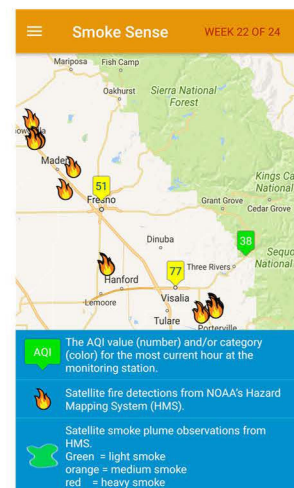 Smoke Sense
WEEK 22 OF 24
Mariposa
Fish Camp
Oakhurst
Sierra National
Forest
51
Fresno
Kings Ca
National
Grant Grove
Cedar Grove
Dinuba
38
Three Rivers
Sequo
National
Hanford
77
Visalia
Lemoore
Tulare
Porterville
AQI
The AQI value (number) and/or category
(color) for the most current hour at the
monitoring station.
Satellite fire detections from NOAA's Hazard
Mapping System (HMS).
Satellite smoke plume observations from
HMS.
Green = light smoke
orange = medium smoke
red = heavy smoke